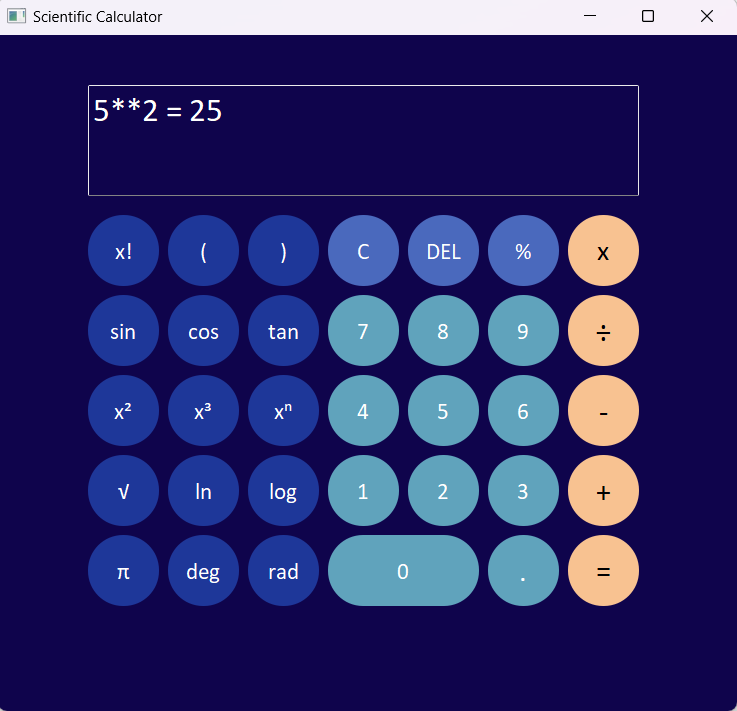 Scientific Calculator
5**2 = 25
x! ( ) C DEL % x
sin cos tan 7 8 9 ÷
x² x³ xⁿ 4 5 6 -
√ ln log 1 2 3 +
π deg rad 0 . =